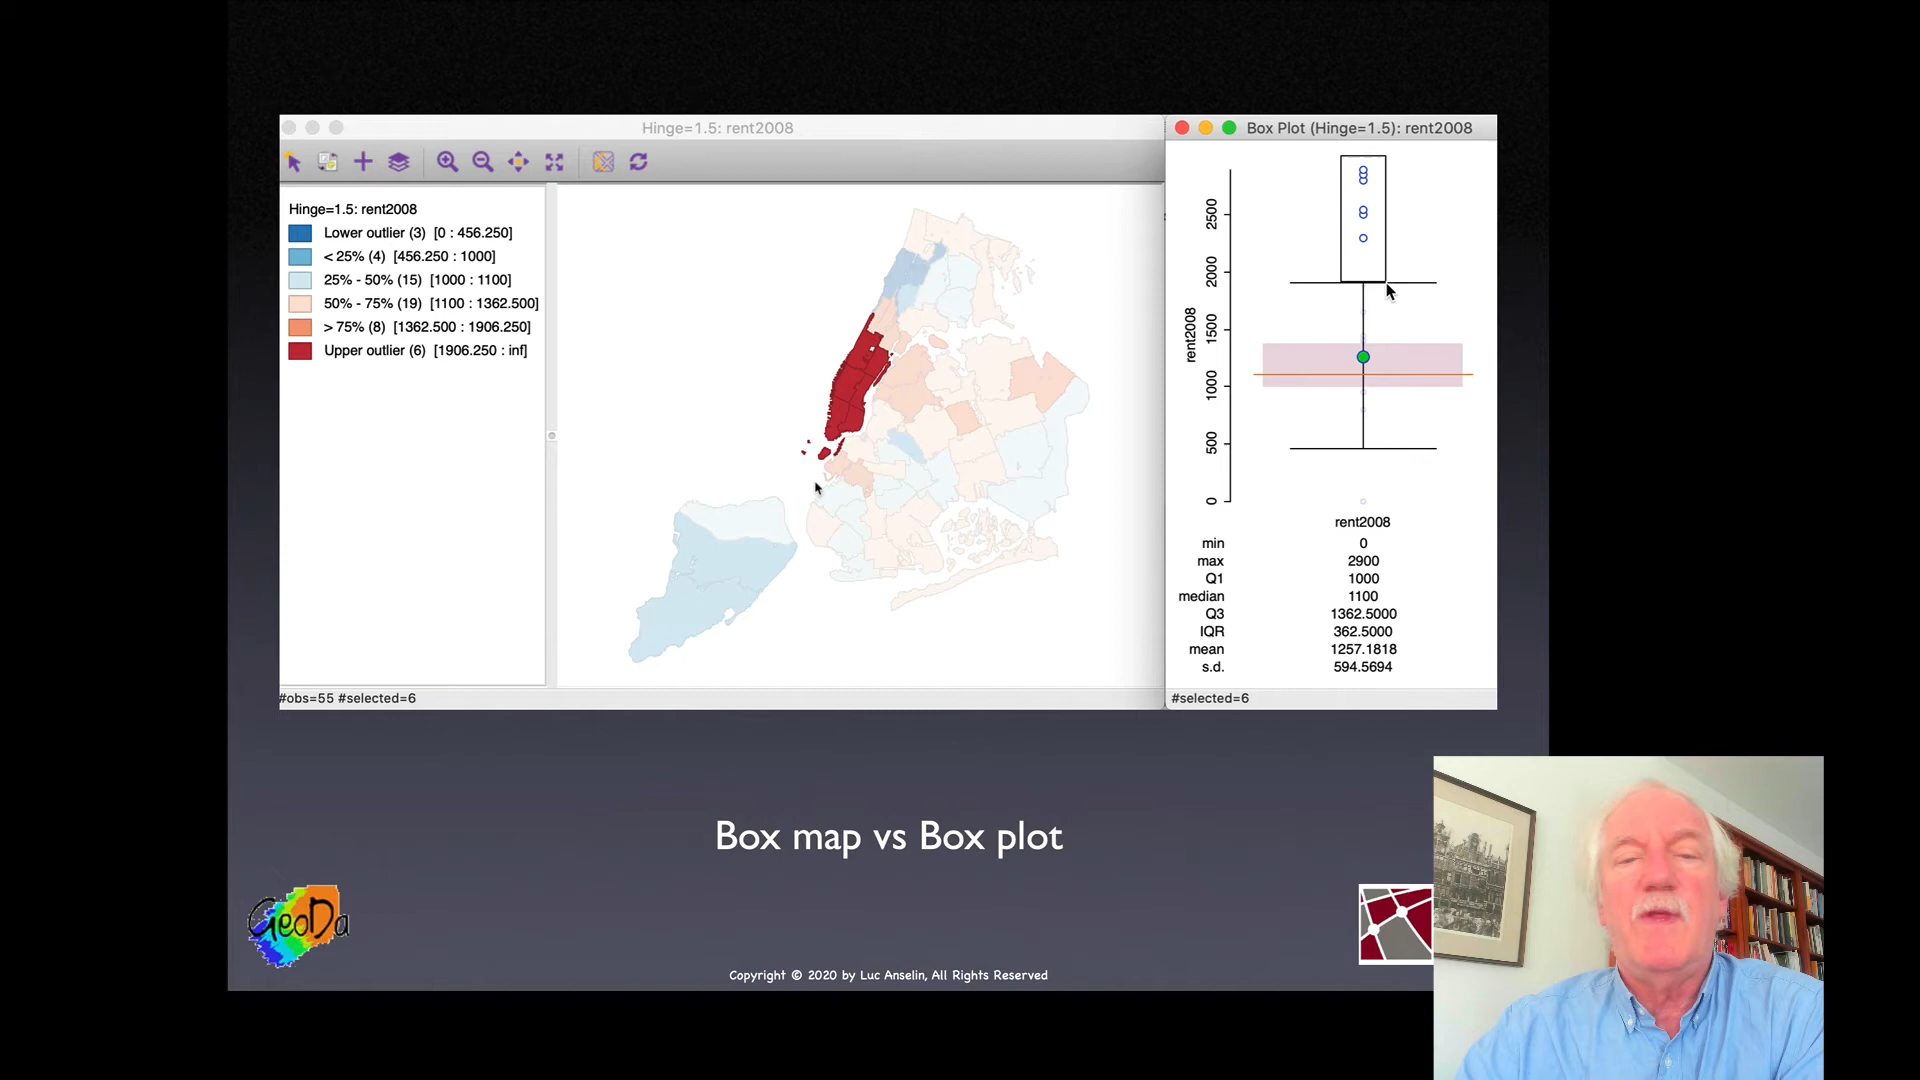 Hinge=1.5: rent2008
Box Plot (Hinge=1.5): rent2008
Hinge=1.5: rent2008
Lower outlier (3) [0 : 456.250]
< 25% (4) [456.250 : 1000]
25% - 50% (15) [1000 : 1100]
50% - 75% (19) [1100 : 1362.500]
> 75% (8) [1362.500 : 1906.250]
Upper outlier (6) [1906.250 : inf]
#obs=55 #selected=6
2500
2000
1500
1000
500
0
rent2008
rent2008
min 0
max 2900
Q1 1000
median 1100
Q3 1362.5000
IQR 362.5000
mean 1257.1818
s.d. 594.5694
#selected=6
Box map vs Box plot
GeoDa
Copyright © 2020 by Luc Anselin, All Rights Reserved